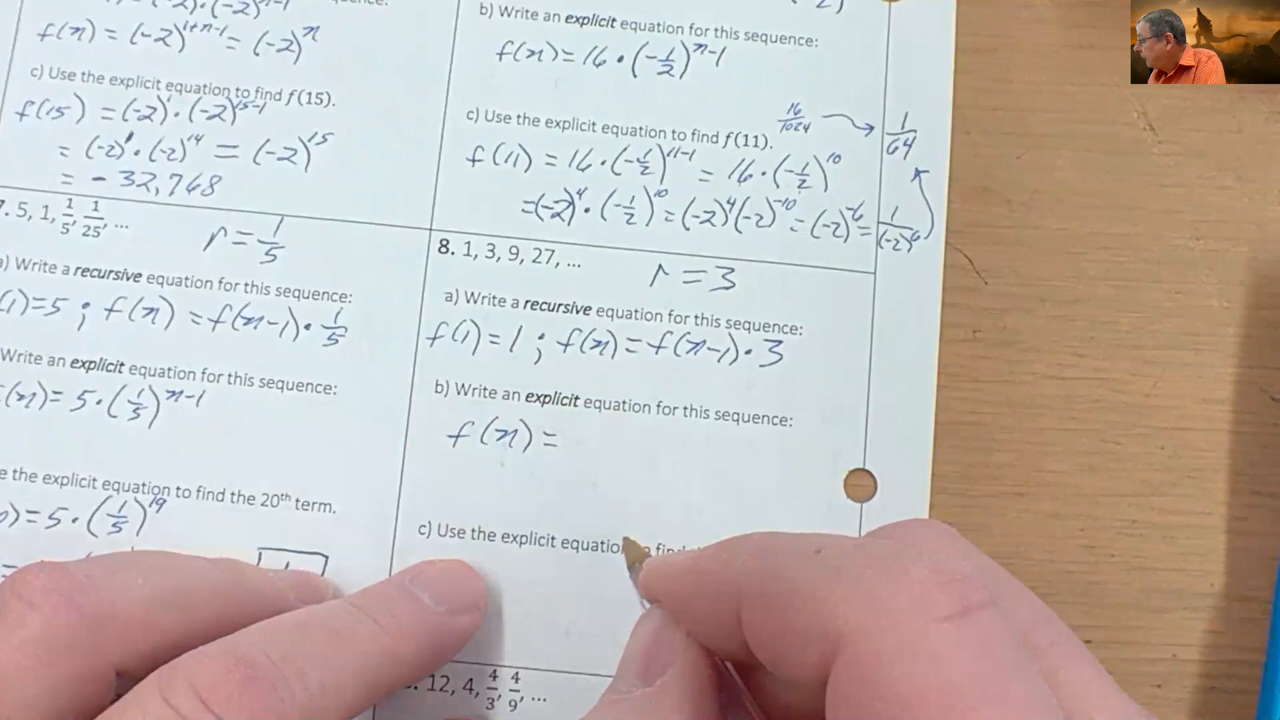 f(n) = (-2)^{1+n-1} = (-2)^n
c) Use the explicit equation to find f(15).
f(15) = (-2)^1 · (-2)^{15-1}
= (-2)^1 · (-2)^{14} = (-2)^{15}
= -32,768
b) Write an explicit equation for this sequence:
f(n) = 16 · (-1/2)^{n-1}
c) Use the explicit equation to find f(11).
16/1024 → 1/64
f(11) = 16 · (-1/2)^{11-1} = 16 · (-1/2)^{10}
= (-2)^4 · (-1/2)^{10} = (-2)^4 (-2)^{-10} = (-2)^{-6} = 1/(-2)^6
7. 5, 1, 1/5, 1/25, ...
r = 1/5
a) Write a recursive equation for this sequence:
(1) = 5 ; f(n) = f(n-1) · 1/5
Write an explicit equation for this sequence:
f(n) = 5 · (1/5)^{n-1}
the explicit equation to find the 20th term.
0) = 5 · (1/5)^{19}
8. 1, 3, 9, 27, ...
r = 3
a) Write a recursive equation for this sequence:
f(1) = 1 ; f(n) = f(n-1) · 3
b) Write an explicit equation for this sequence:
f(n) =
c) Use the explicit equation
12, 4, 4/3, 4/9, ...